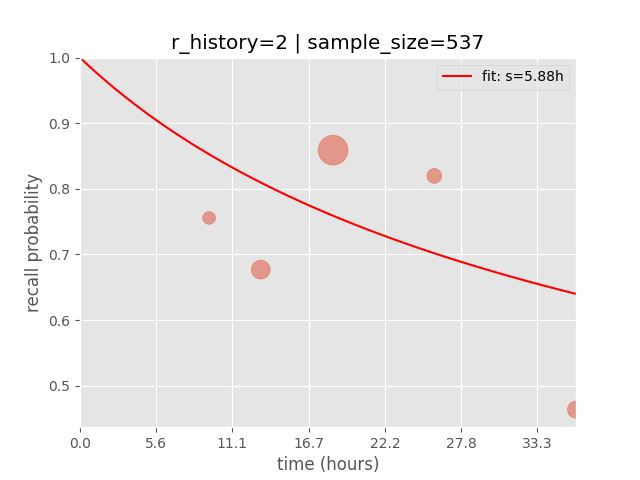 r_history=2 | sample_size=537
fit: s=5.88h
1.0
0.9
0.8
0.7
0.6
0.5
recall probability
0.0 5.6 11.1 16.7 22.2 27.8 33.3
time (hours)